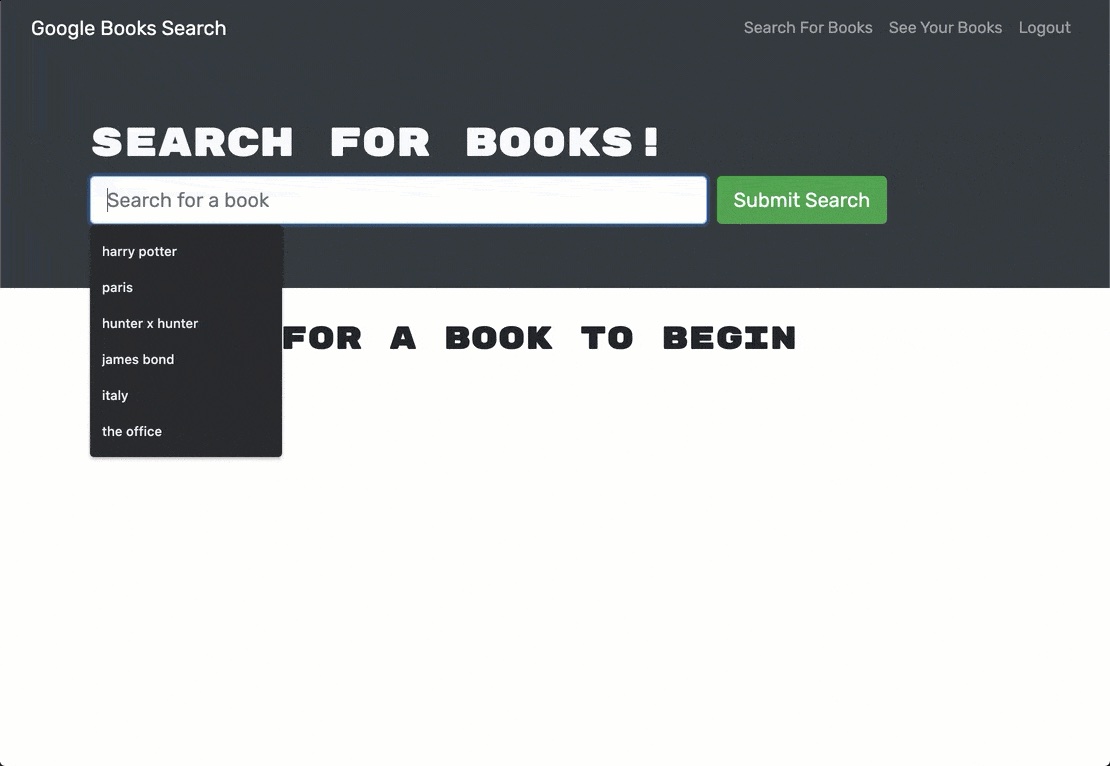 Google Books Search
Search For Books See Your Books Logout
SEARCH FOR BOOKS!
Search for a book
Submit Search
harry potter
paris
hunter x hunter
james bond
italy
the office
FOR A BOOK TO BEGIN